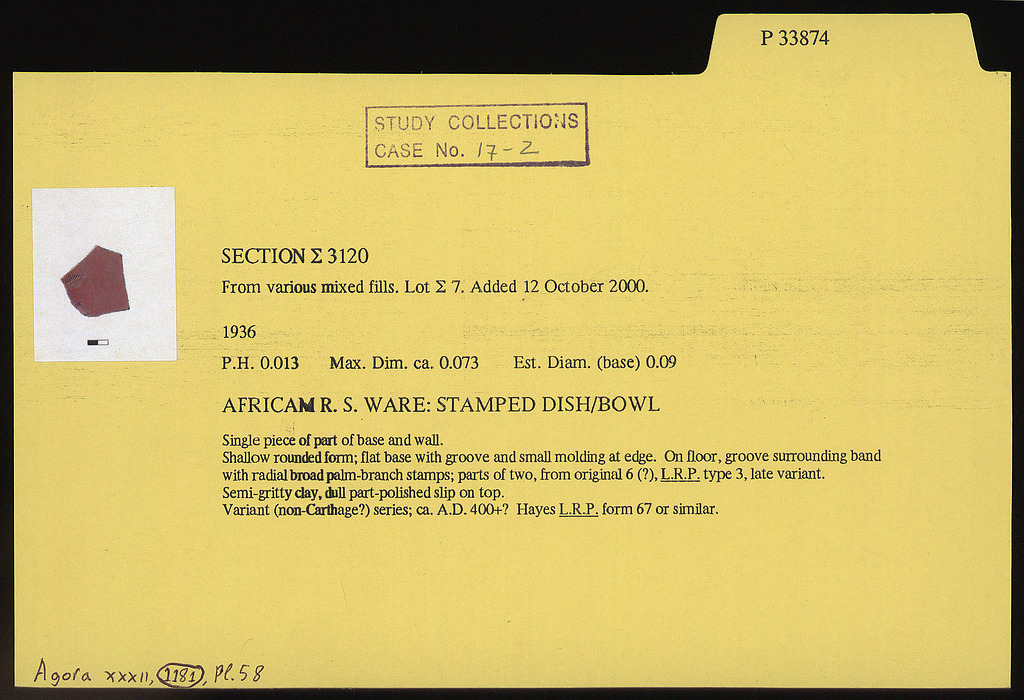 P 33874
STUDY COLLECTIONS
CASE No. 17-2
SECTION Σ 3120
From various mixed fills. Lot Σ 7. Added 12 October 2000.
1936
P.H. 0.013 Max. Dim. ca. 0.073 Est. Diam. (base) 0.09
AFRICAN R. S. WARE: STAMPED DISH/BOWL
Single piece of part of base and wall.
Shallow rounded form; flat base with groove and small molding at edge. On floor, groove surrounding band
with radial broad palm-branch stamps; parts of two, from original 6 (?), L.R.P. type 3, late variant.
Semi-gritty clay, dull part-polished slip on top.
Variant (non-Carthage?) series; ca. A.D. 400+? Hayes L.R.P. form 67 or similar.
Agora XXXII, 1181, Pl. 58